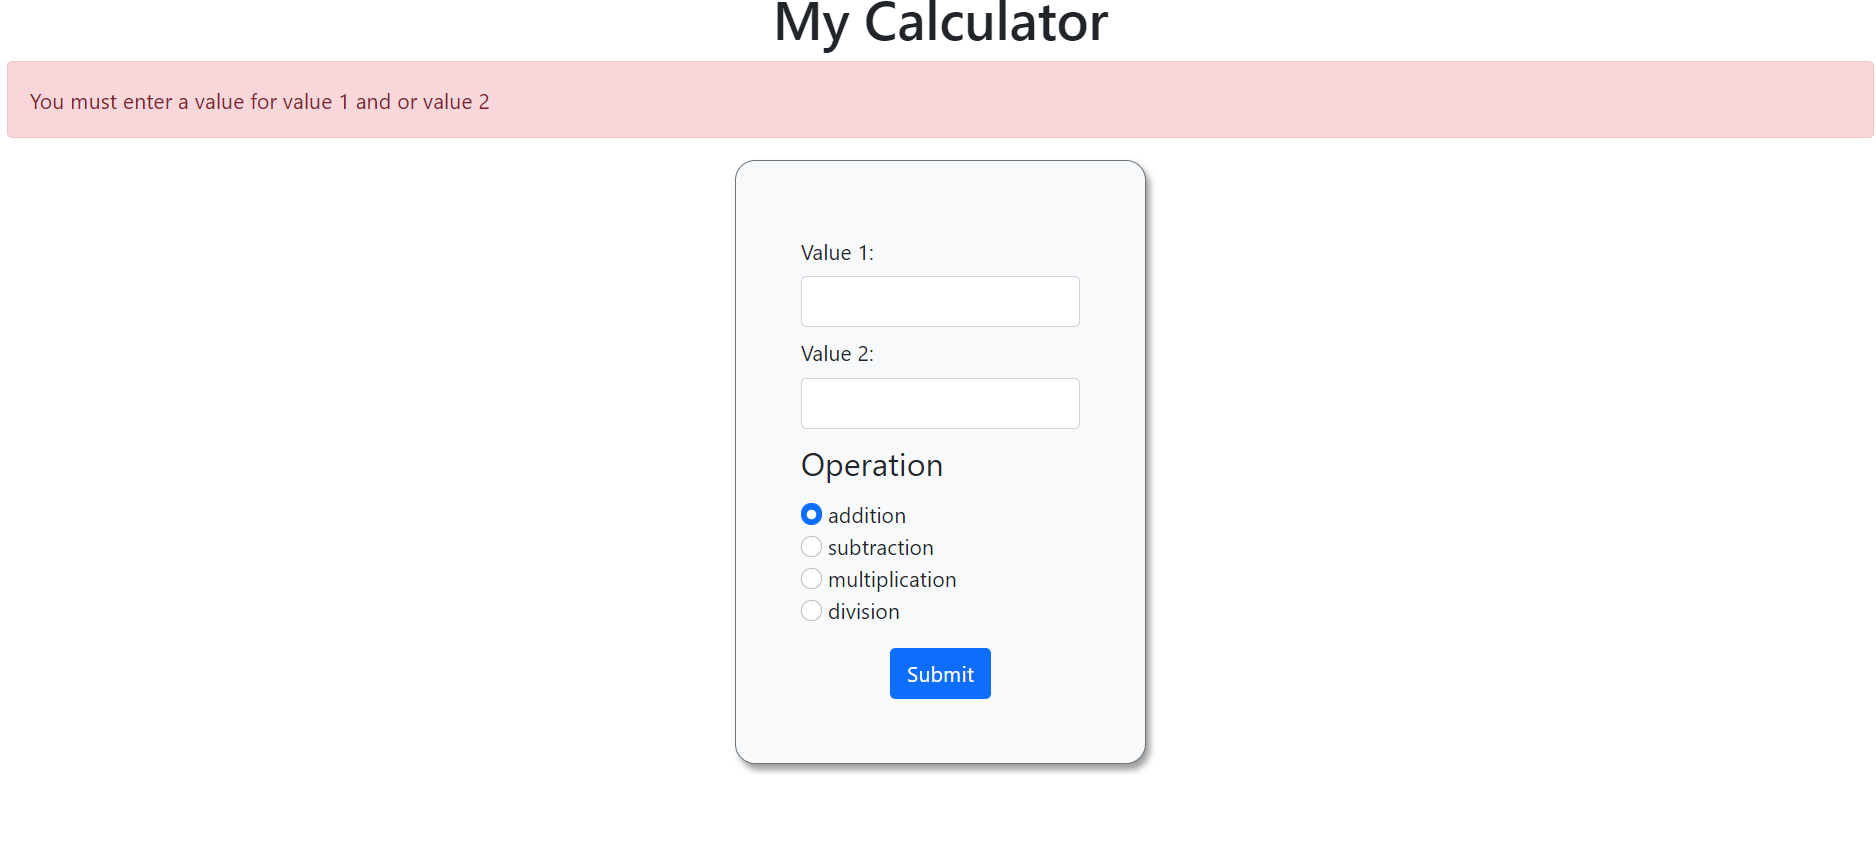 My Calculator
You must enter a value for value 1 and or value 2
Value 1:
Value 2:
Operation
addition
subtraction
multiplication
division
Submit